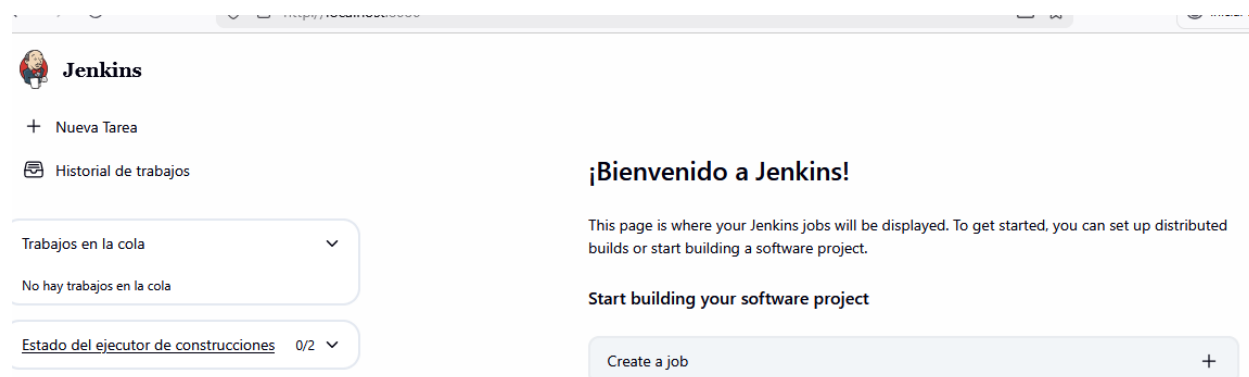 Jenkins
Nueva Tarea
Historial de trabajos
Trabajos en la cola
No hay trabajos en la cola
Estado del ejecutor de construcciones 0/2
¡Bienvenido a Jenkins!
This page is where your Jenkins jobs will be displayed. To get started, you can set up distributed
builds or start building a software project.
Start building your software project
Create a job